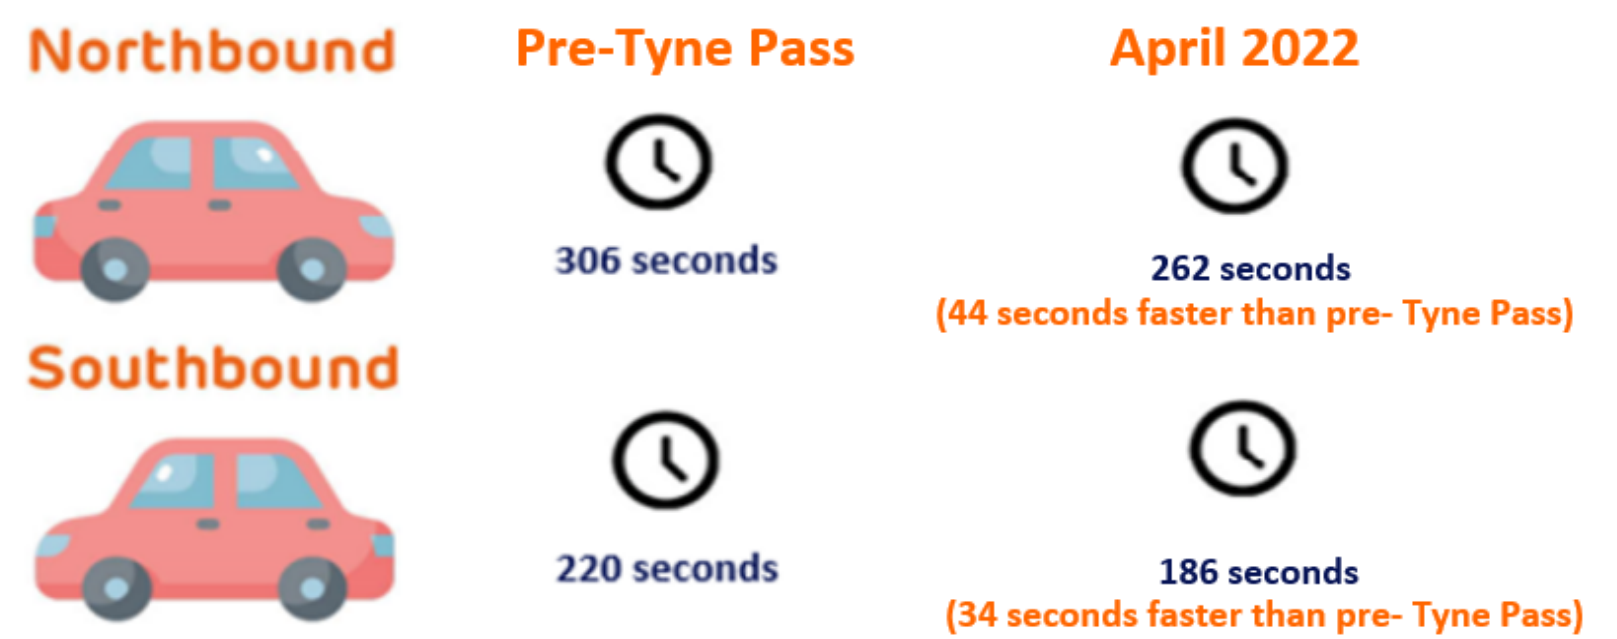 Northbound
Pre-Tyne Pass
April 2022
306 seconds
262 seconds
(44 seconds faster than pre- Tyne Pass)
Southbound
220 seconds
186 seconds
(34 seconds faster than pre- Tyne Pass)